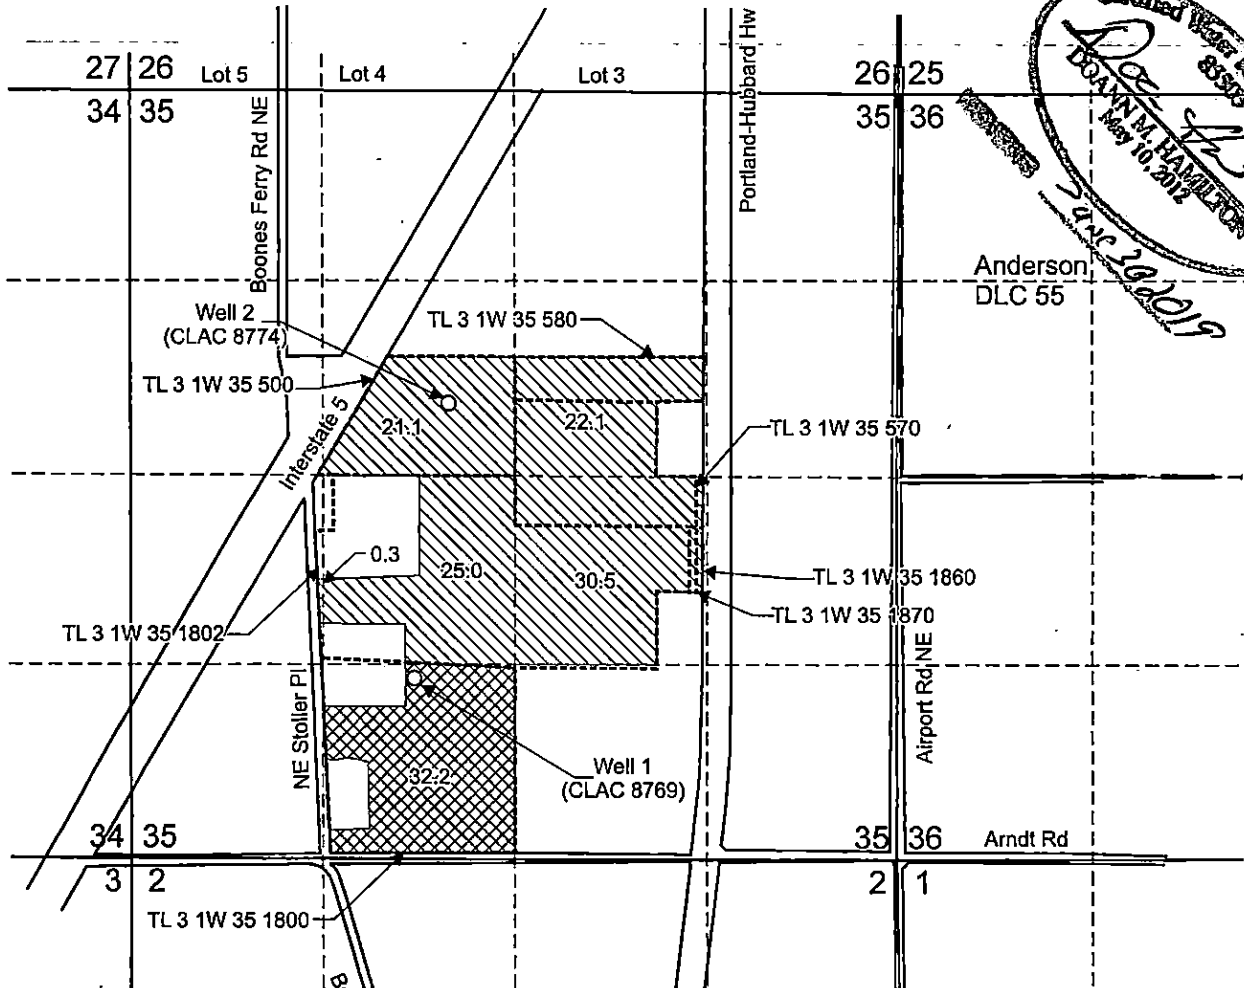 27 26
Lot 5
Lot 4
Lot 3
26 25
34 35
35 36
Boones Ferry Rd NE
Portland-Hubbard Hw
DOANN M. HAMILTON
May 10, 2012
Anderson
DLC 55
Well 2
(CLAC 8774)
TL 3 1W 35 580
TL 3 1W 35 500
Interstate 5
21.1
22.1
TL 3 1W 35 570
0.3
25.0
30.5
TL 3 1W 35 1860
TL 3 1W 35 1870
TL 3 1W 35 1802
NE Stoller Pl
Airport Rd NE
32.2
Well 1
(CLAC 8769)
34 35
35 36
Arndt Rd
3 2
2 1
TL 3 1W 35 1800